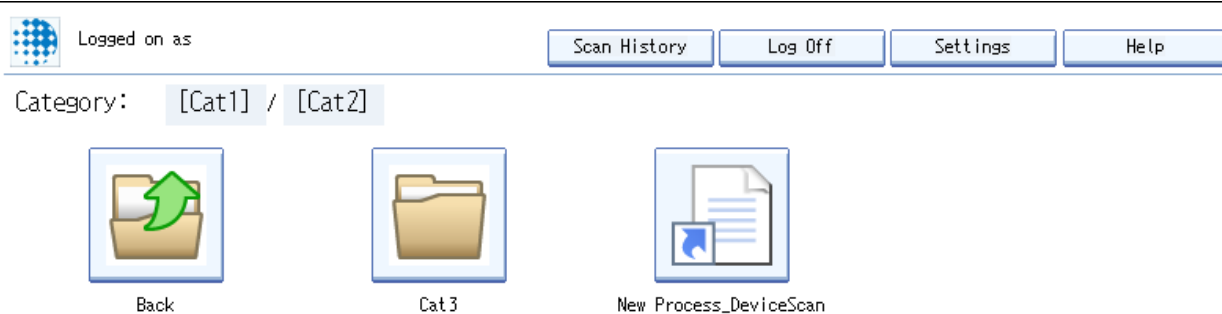 Logged on as
Scan History Log Off Settings Help
Category: [Cat1] / [Cat2]
Back Cat3 New Process_DeviceScan